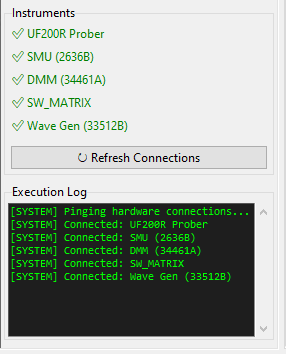 Instruments
✓ UF200R Prober
✓ SMU (2636B)
✓ DMM (34461A)
✓ SW_MATRIX
✓ Wave Gen (33512B)
↻ Refresh Connections
Execution Log
[SYSTEM] Pinging hardware connections...
[SYSTEM] Connected: UF200R Prober
[SYSTEM] Connected: SMU (2636B)
[SYSTEM] Connected: DMM (34461A)
[SYSTEM] Connected: SW_MATRIX
[SYSTEM] Connected: Wave Gen (33512B)